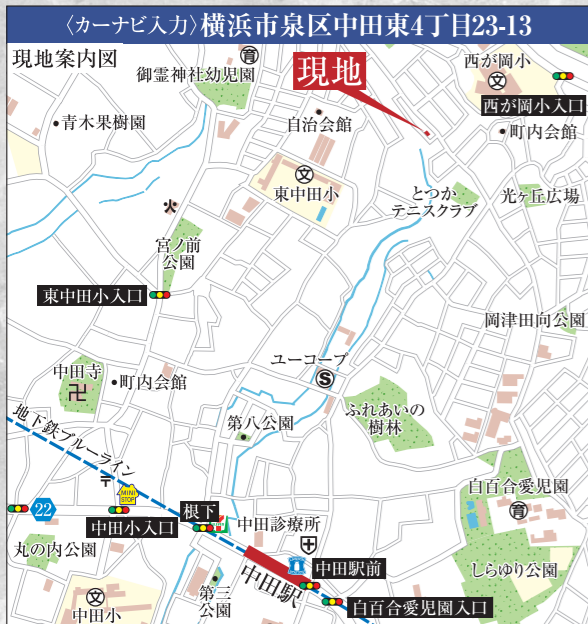 〈カーナビ入力〉横浜市泉区中田東4丁目23-13
現地案内図
御霊神社幼児園
育
現地
西が岡小
文
西が岡小入口
青木果樹園
自治会館
町内会館
文
東中田小
とつか
テニスクラブ
光ヶ丘広場
宮ノ前
公園
東中田小入口
岡津田向公園
ユーコープ
S
中田寺
町内会館
ふれあいの
樹林
第八公園
地下鉄ブルーライン
白百合愛児園
育
MINI
STOP
22
根下
中田診療所
中田小入口
丸の内公園
中田駅前
中田駅
しらゆり公園
第三
公園
白百合愛児園入口
文
中田小